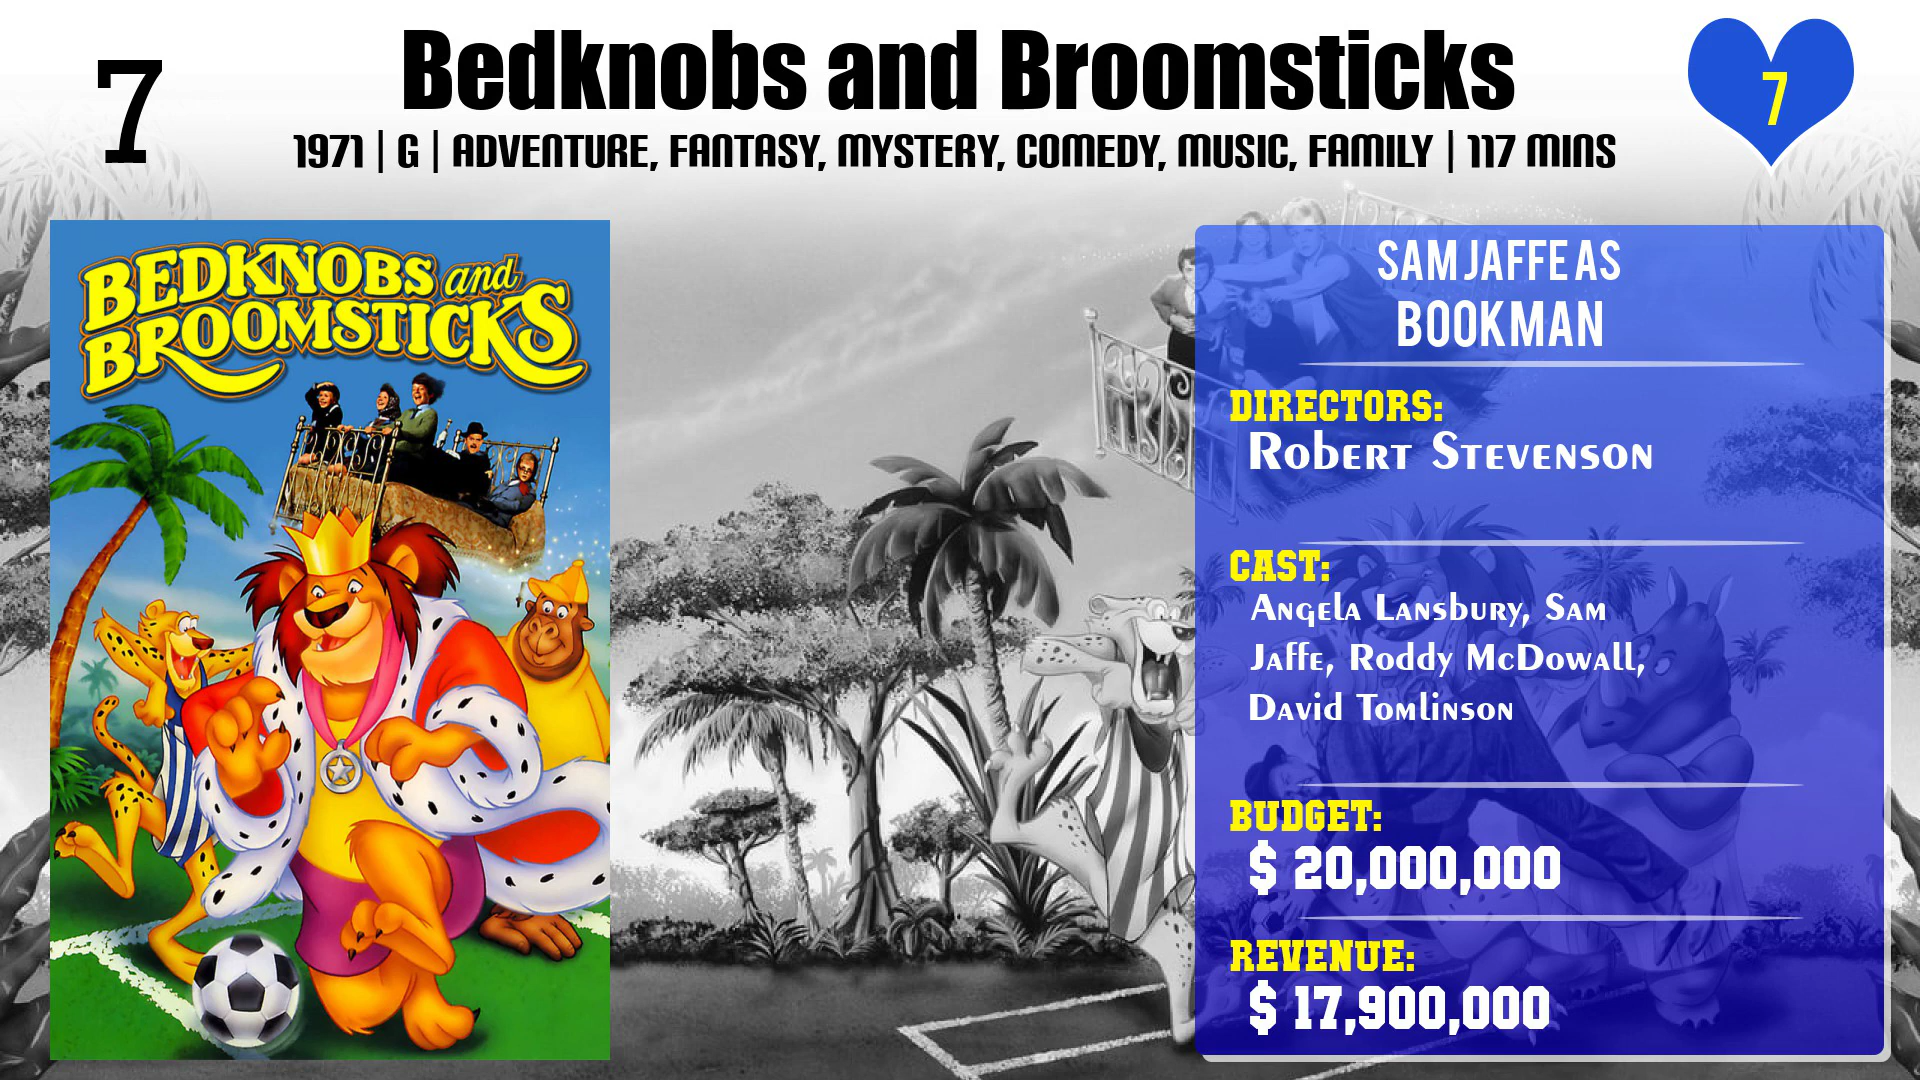 7
Bedknobs and Broomsticks
7
1971 | G | ADVENTURE, FANTASY, MYSTERY, COMEDY, MUSIC, FAMILY | 117 MINS
BEDKNOBS and
BROOMSTICKS
SAM JAFFE AS
BOOKMAN
DIRECTORS:
Robert Stevenson
CAST:
Angela Lansbury, Sam
Jaffe, Roddy McDowall,
David Tomlinson
BUDGET:
$ 20,000,000
REVENUE:
$ 17,900,000